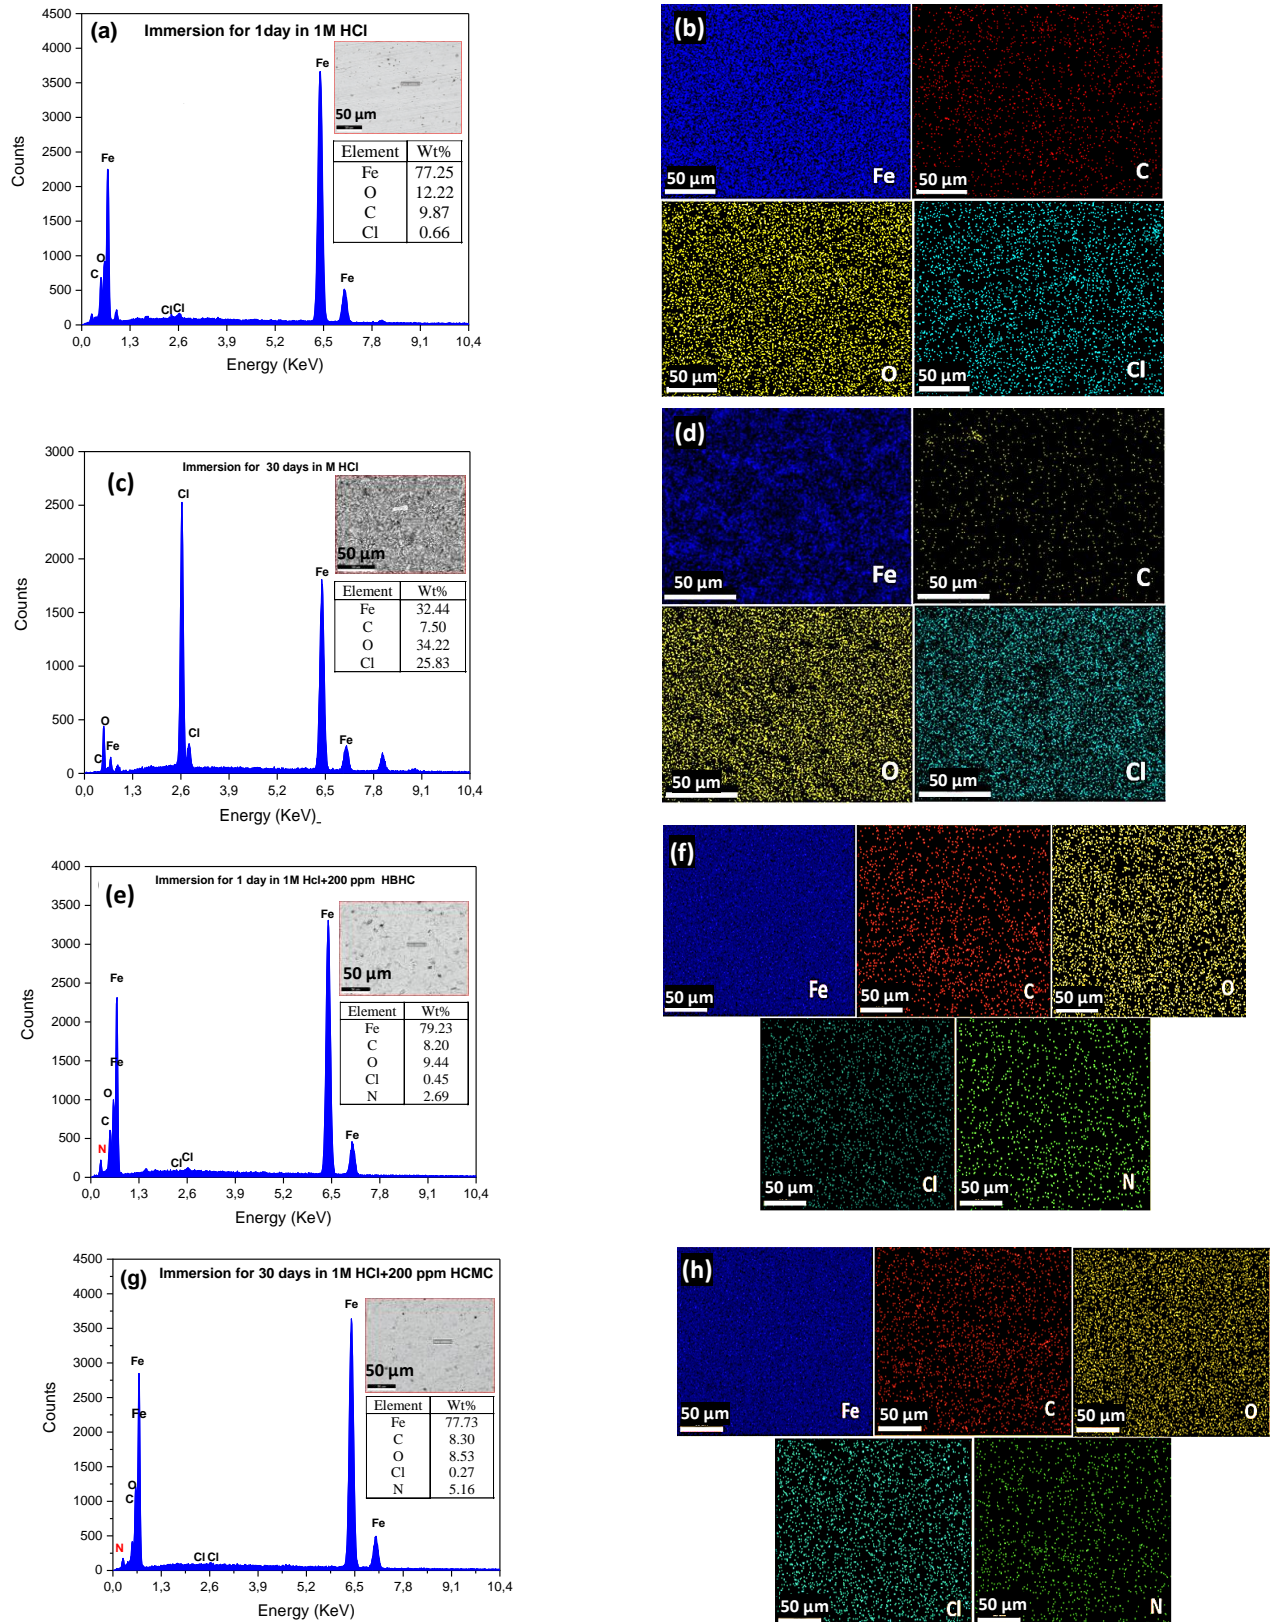 (a) Immersion for 1day in 1M HCl
4500
4000
3500
3000
2500
2000
1500
1000
500
0
Counts
0,0 1,3 2,6 3,9 5,2 6,5 7,8 9,1 10,4
Energy (KeV)
C O Fe Cl Cl Fe Fe
50 µm
Element Wt%
Fe 77.25
O 12.22
C 9.87
Cl 0.66
(b)
50 µm Fe
50 µm C
50 µm O
50 µm Cl
(c) Immersion for 30 days in M HCl
3000
2500
2000
1500
1000
500
0
Counts
0,0 1,3 2,6 3,9 5,2 6,5 7,8 9,1 10,4
Energy (KeV)_
C O Fe Cl Cl Fe Fe
50 µm
Element Wt%
Fe 32.44
C 7.50
O 34.22
Cl 25.83
(d)
50 µm Fe
50 µm C
50 µm O
50 µm Cl
(e) Immersion for 1 day in 1M Hcl+200 ppm HBHC
4000
3500
3000
2500
2000
1500
1000
500
0
Counts
0,0 1,3 2,6 3,9 5,2 6,5 7,8 9,1 10,4
Energy (KeV)
N C O Fe Fe Cl Cl Fe Fe
50 µm
Element Wt%
Fe 79.23
C 8.20
O 9.44
Cl 0.45
N 2.69
(f)
50 µm Fe
50 µm C
50 µm O
50 µm Cl
50 µm N
(g) Immersion for 30 days in 1M HCl+200 ppm HCMC
4500
4000
3500
3000
2500
2000
1500
1000
500
0
Counts
0,0 1,3 2,6 3,9 5,2 6,5 7,8 9,1 10,4
Energy (KeV)
N C O Fe Fe Cl Cl Fe Fe
50 µm
Element Wt%
Fe 77.73
C 8.30
O 8.53
Cl 0.27
N 5.16
(h)
50 µm Fe
50 µm C
50 µm O
50 µm Cl
50 µm N